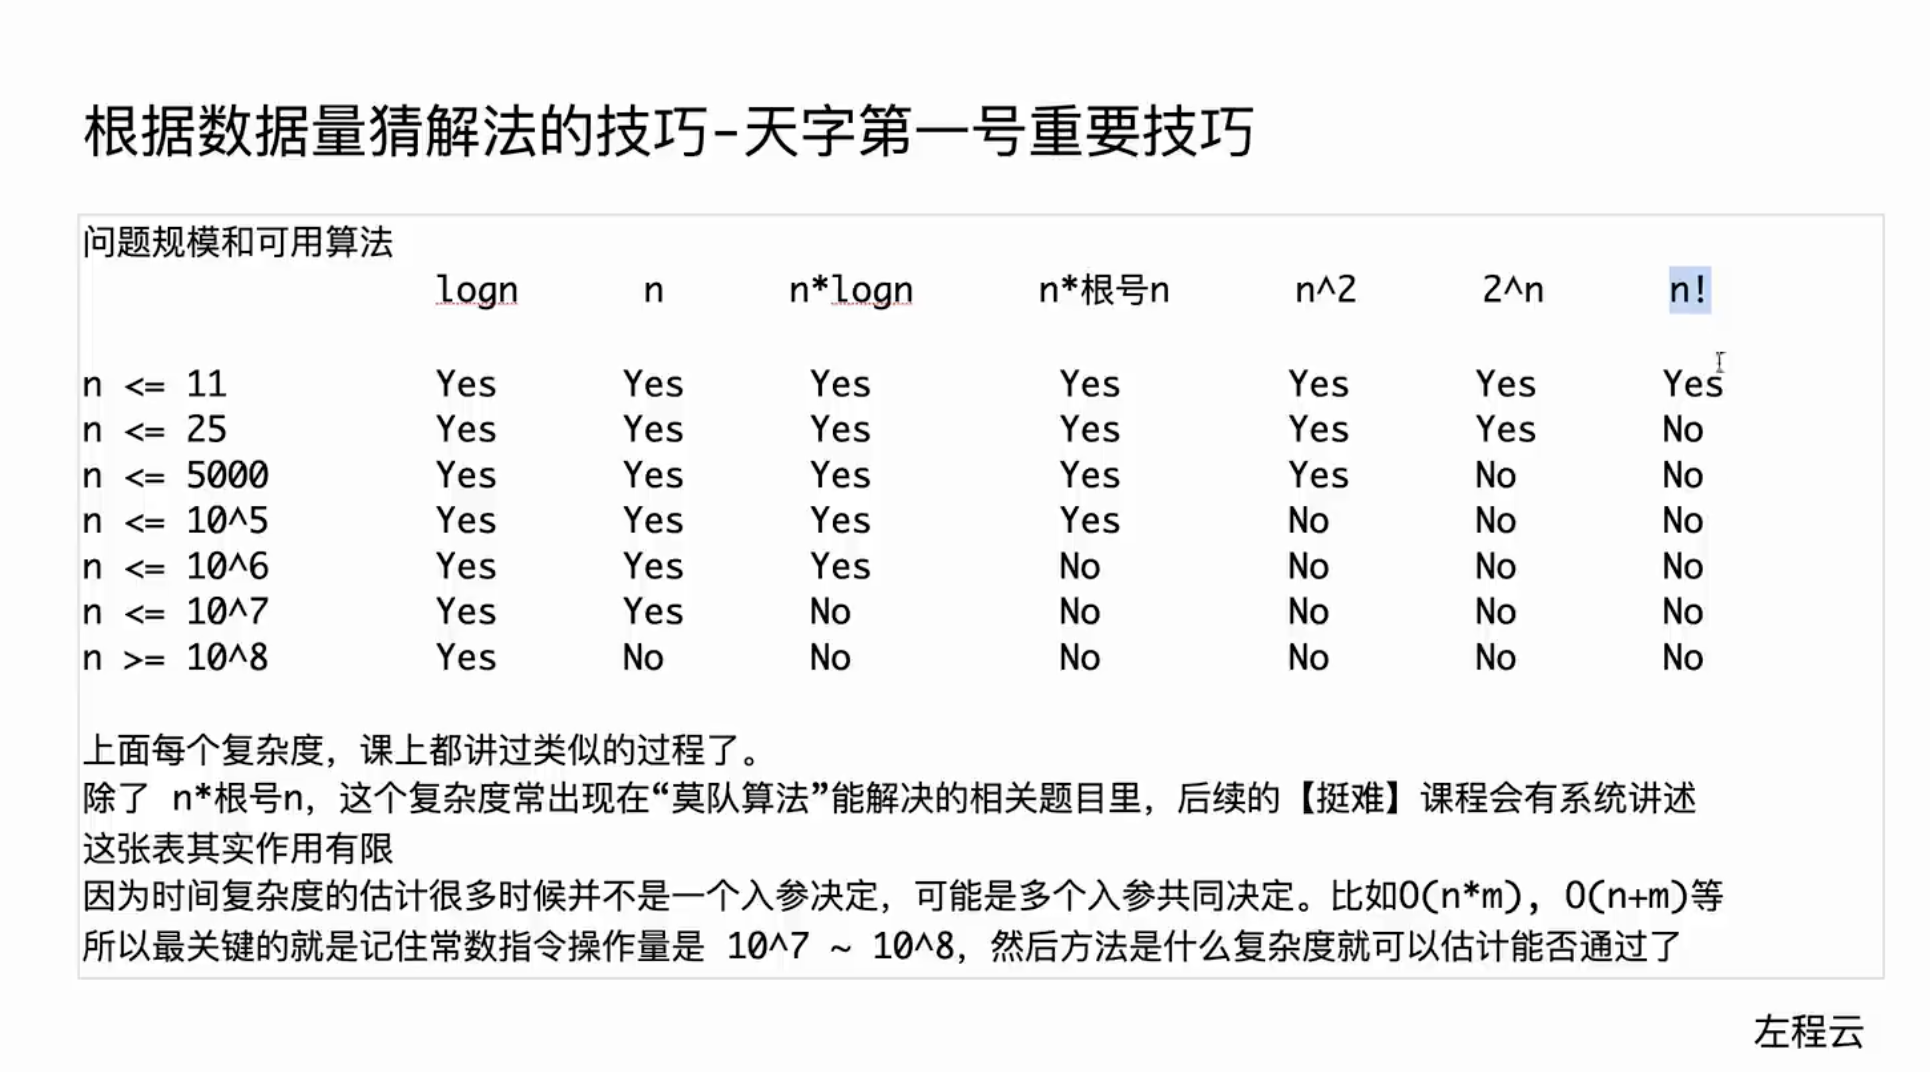 根据数据量猜解法的技巧-天字第一号重要技巧
问题规模和可用算法
logn n n*logn n*根号n n^2 2^n n!
n <= 11 Yes Yes Yes Yes Yes Yes Yes
n <= 25 Yes Yes Yes Yes Yes Yes No
n <= 5000 Yes Yes Yes Yes Yes No No
n <= 10^5 Yes Yes Yes Yes No No No
n <= 10^6 Yes Yes Yes No No No No
n <= 10^7 Yes Yes No No No No No
n >= 10^8 Yes No No No No No No
上面每个复杂度，课上都讲过类似的过程了。
除了 n*根号n，这个复杂度常出现在“莫队算法”能解决的相关题目里，后续的【挺难】课程会有系统讲述
这张表其实作用有限
因为时间复杂度的估计很多时候并不是一个入参决定，可能是多个入参共同决定。比如O(n*m), O(n+m)等
所以最关键的就是记住常数指令操作量是 10^7 ~ 10^8，然后方法是什么复杂度就可以估计能否通过了
左程云